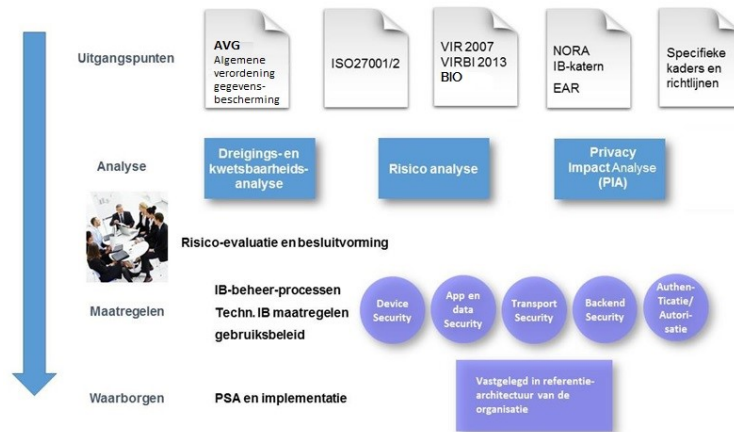 Uitgangspunten
AVG
Algemene
verordening
gegevens-
bescherming
ISO27001/2
VIR 2007
VIRBI 2013
BIO
NORA
IB-katern
EAR
Specifieke
kaders en
richtlijnen
Analyse
Dreigings- en
kwetsbaarheids-
analyse
Risico analyse
Privacy
Impact Analyse
(PIA)
Risico-evaluatie en besluitvorming
Maatregelen
IB-beheer-processen
Techn. IB maatregelen
gebruiksbeleid
Device
Security
App en
data
Security
Transport
Security
Backend
Security
Authen-
Ticatie/
Autori-
satie
Waarborgen
PSA en implementatie
Vastgelegd in referentie-
architectuur van de
organisatie